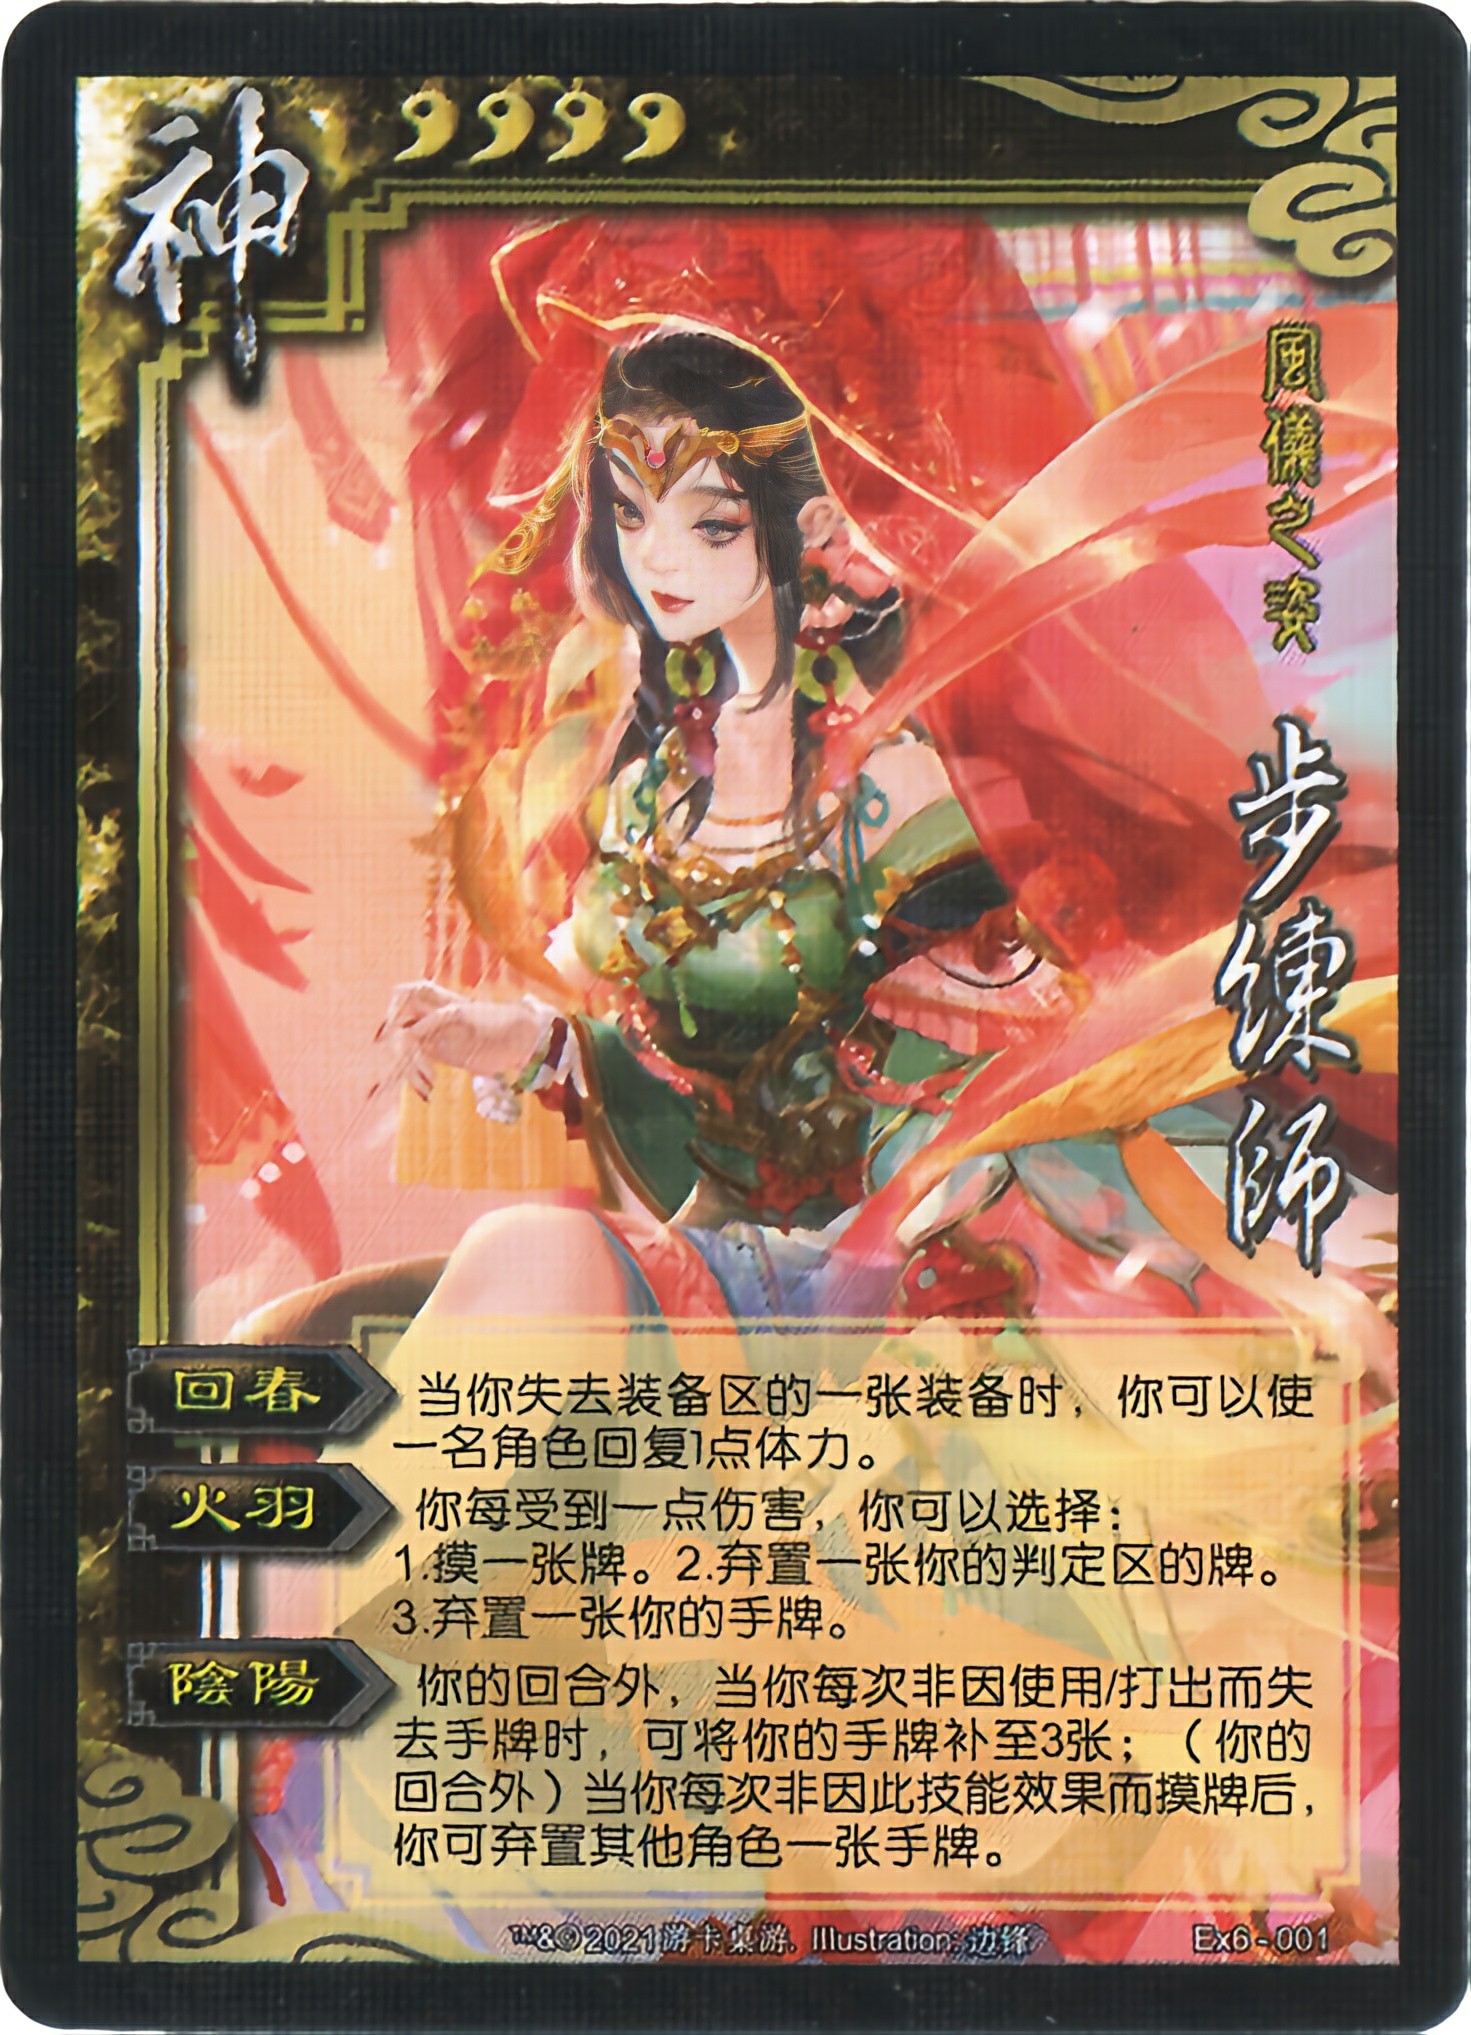 神
風儀之姿
步練師
回春
当你失去装备区的一张装备时，你可以使
一名角色回复1点体力。
火羽
你每受到一点伤害，你可以选择：
1.摸一张牌。2.弃置一张你的判定区的牌。
3.弃置一张你的手牌。
陰陽
你的回合外，当你每次非因使用/打出而失
去手牌时，可将你的手牌补至3张；（你的
回合外）当你每次非因此技能效果而摸牌后，
你可弃置其他角色一张手牌。
™&©2021游卡桌游. Illustration: 边锋
Ex6-001